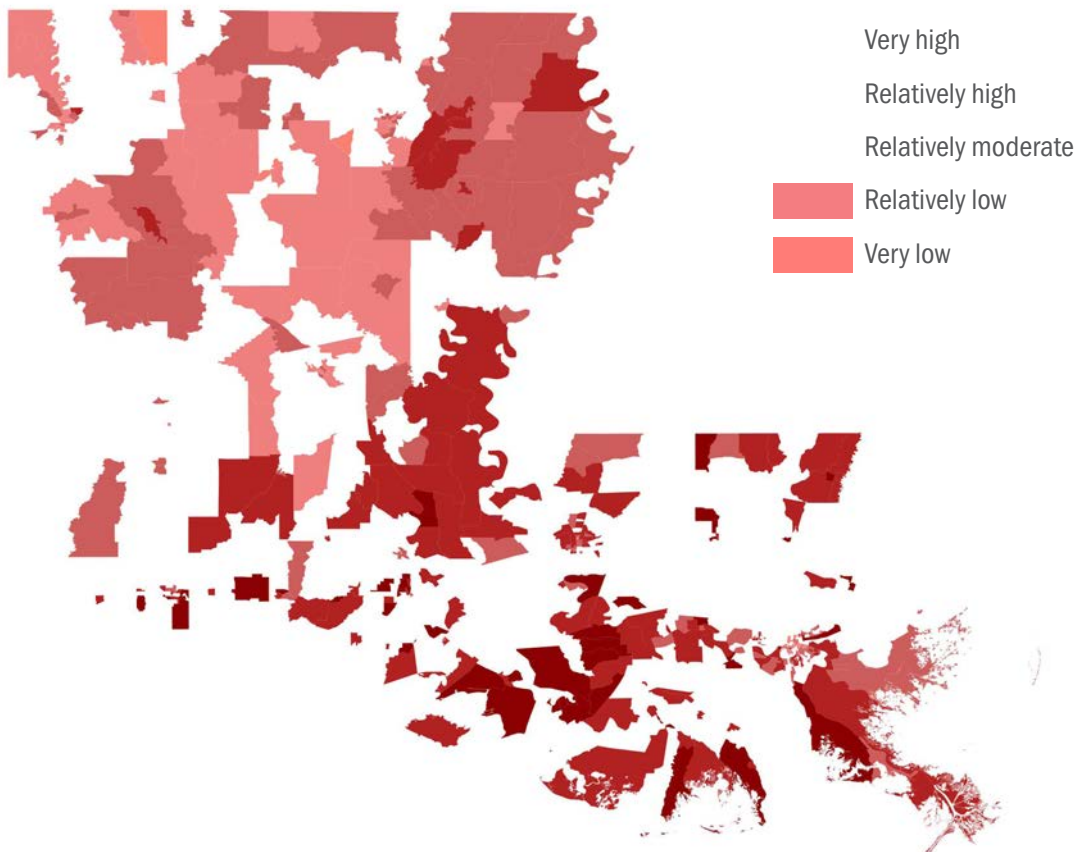 Very high
Relatively high
Relatively moderate
Relatively low
Very low